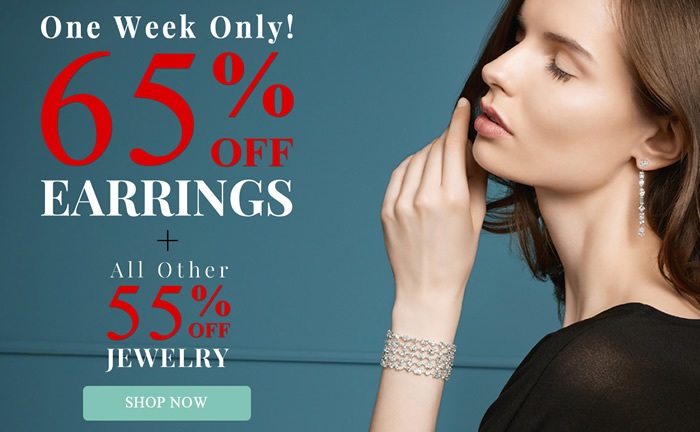 One Week Only!
65%
OFF
EARRINGS
+
All Other
55%
OFF
JEWELRY
SHOP NOW